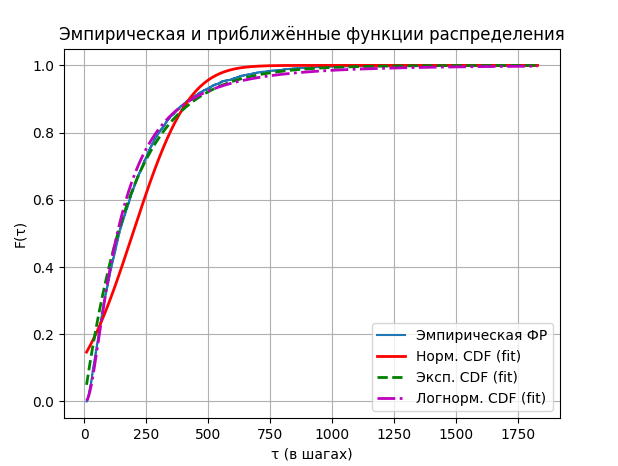 Эмпирическая и приближённые функции распределения
1.0
0.8
0.6
0.4
0.2
0.0
F(τ)
0 250 500 750 1000 1250 1500 1750
τ (в шагах)
Эмпирическая ФР
Норм. CDF (fit)
Эксп. CDF (fit)
Логнорм. CDF (fit)